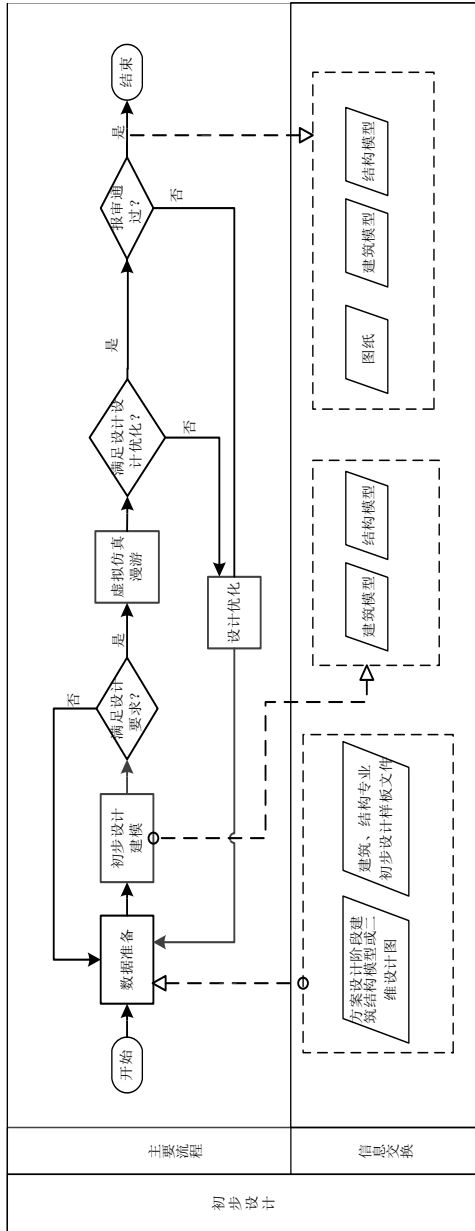 初步设计
主要流程
开始
数据准备
初步设计
建模
满足设计
要求？
否
是
虚拟仿真
漫游
满足设计设
计优化？
是
否
设计优化
报审通
过？
是
否
结束
信息交换
方案设计阶段建
筑结构模型或二
维设计图
建筑、结构专业
初步设计样板文件
建筑模型
结构模型
图纸
建筑模型
结构模型